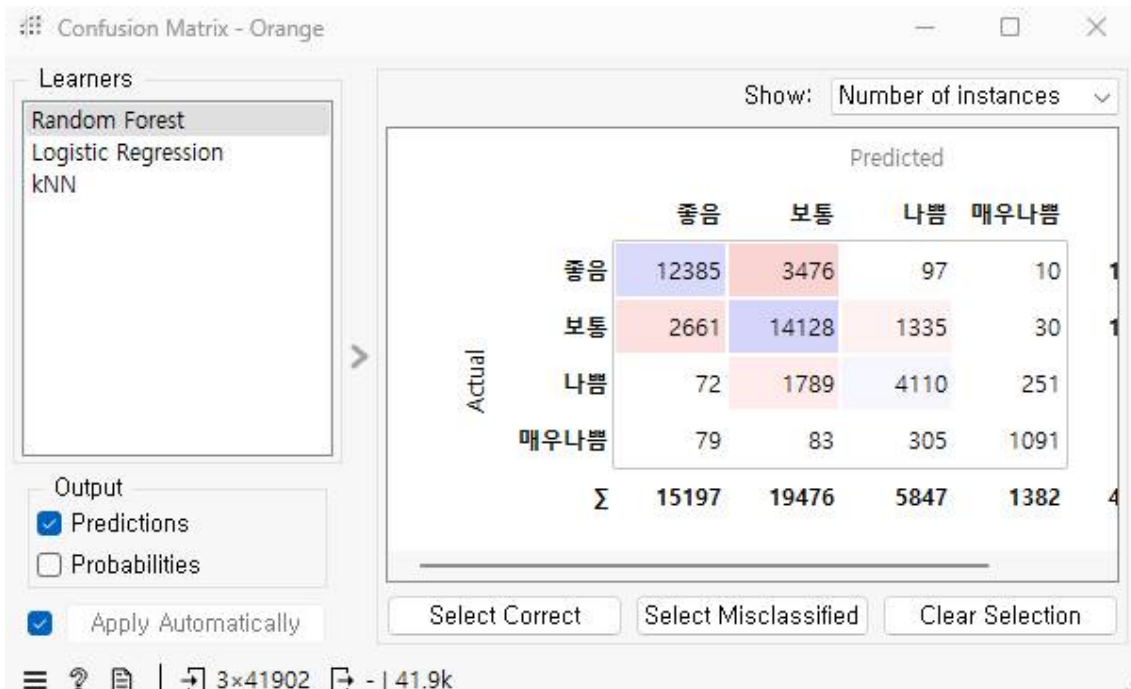 Confusion Matrix - Orange
Learners
Random Forest
Logistic Regression
kNN
Output
Predictions
Probabilities
Apply Automatically
Show: Number of instances
Predicted
좋음 보통 나쁨 매우나쁨
Actual
좋음 12385 3476 97 10 1
보통 2661 14128 1335 30 1
나쁨 72 1789 4110 251
매우나쁨 79 83 305 1091
Σ 15197 19476 5847 1382 4
Select Correct Select Misclassified Clear Selection
3×41902 - | 41.9k